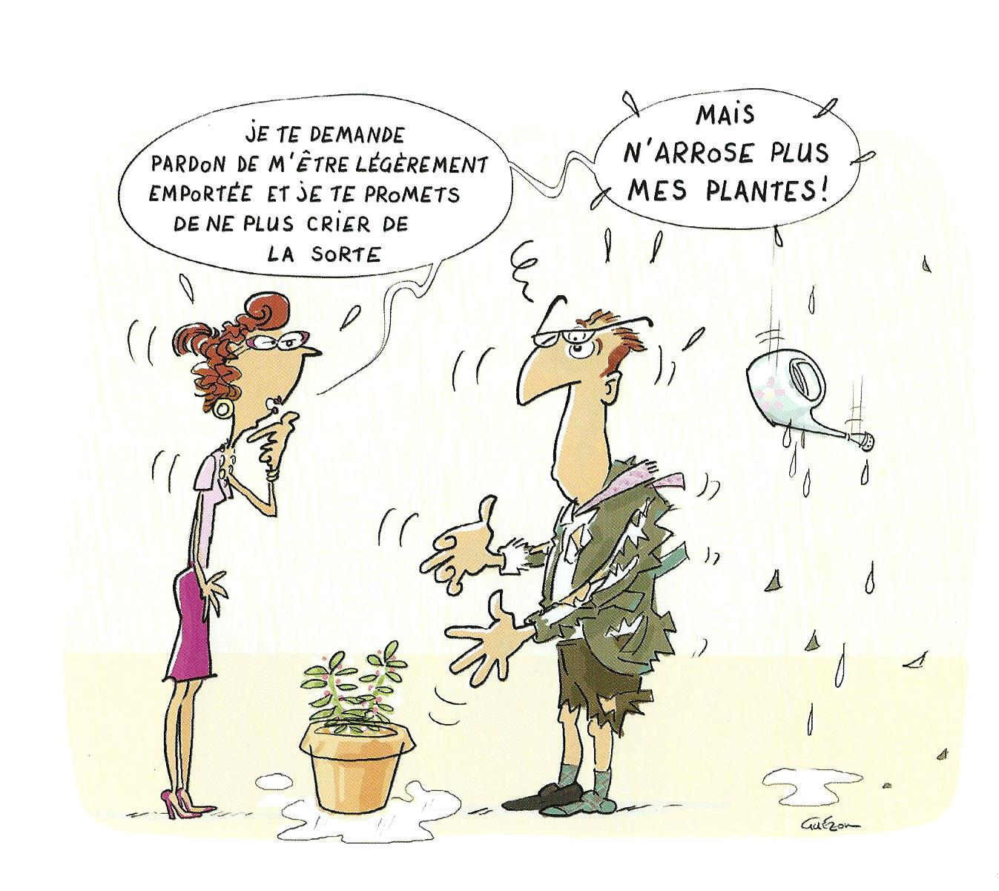 jE TE DEMANDE
PARDON DE M'ÊTRE LÉGÈREMENT
EMPORTÉE ET jE TE PROMETS
DE NE PLUS CRiER DE
LA SORTE
MAiS
N'ARROSE PLUS
MES PLANTES!
GuÉzou